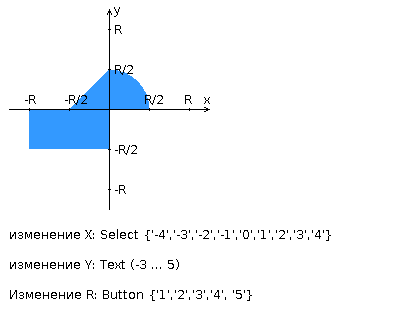 y
R
R/2
-R
-R/2
R/2
R
x
-R/2
-R
изменение X: Select {'-4','-3','-2','-1','0','1','2','3','4'}
изменение Y: Text (-3 ... 5)
Изменение R: Button {'1','2','3','4', '5'}